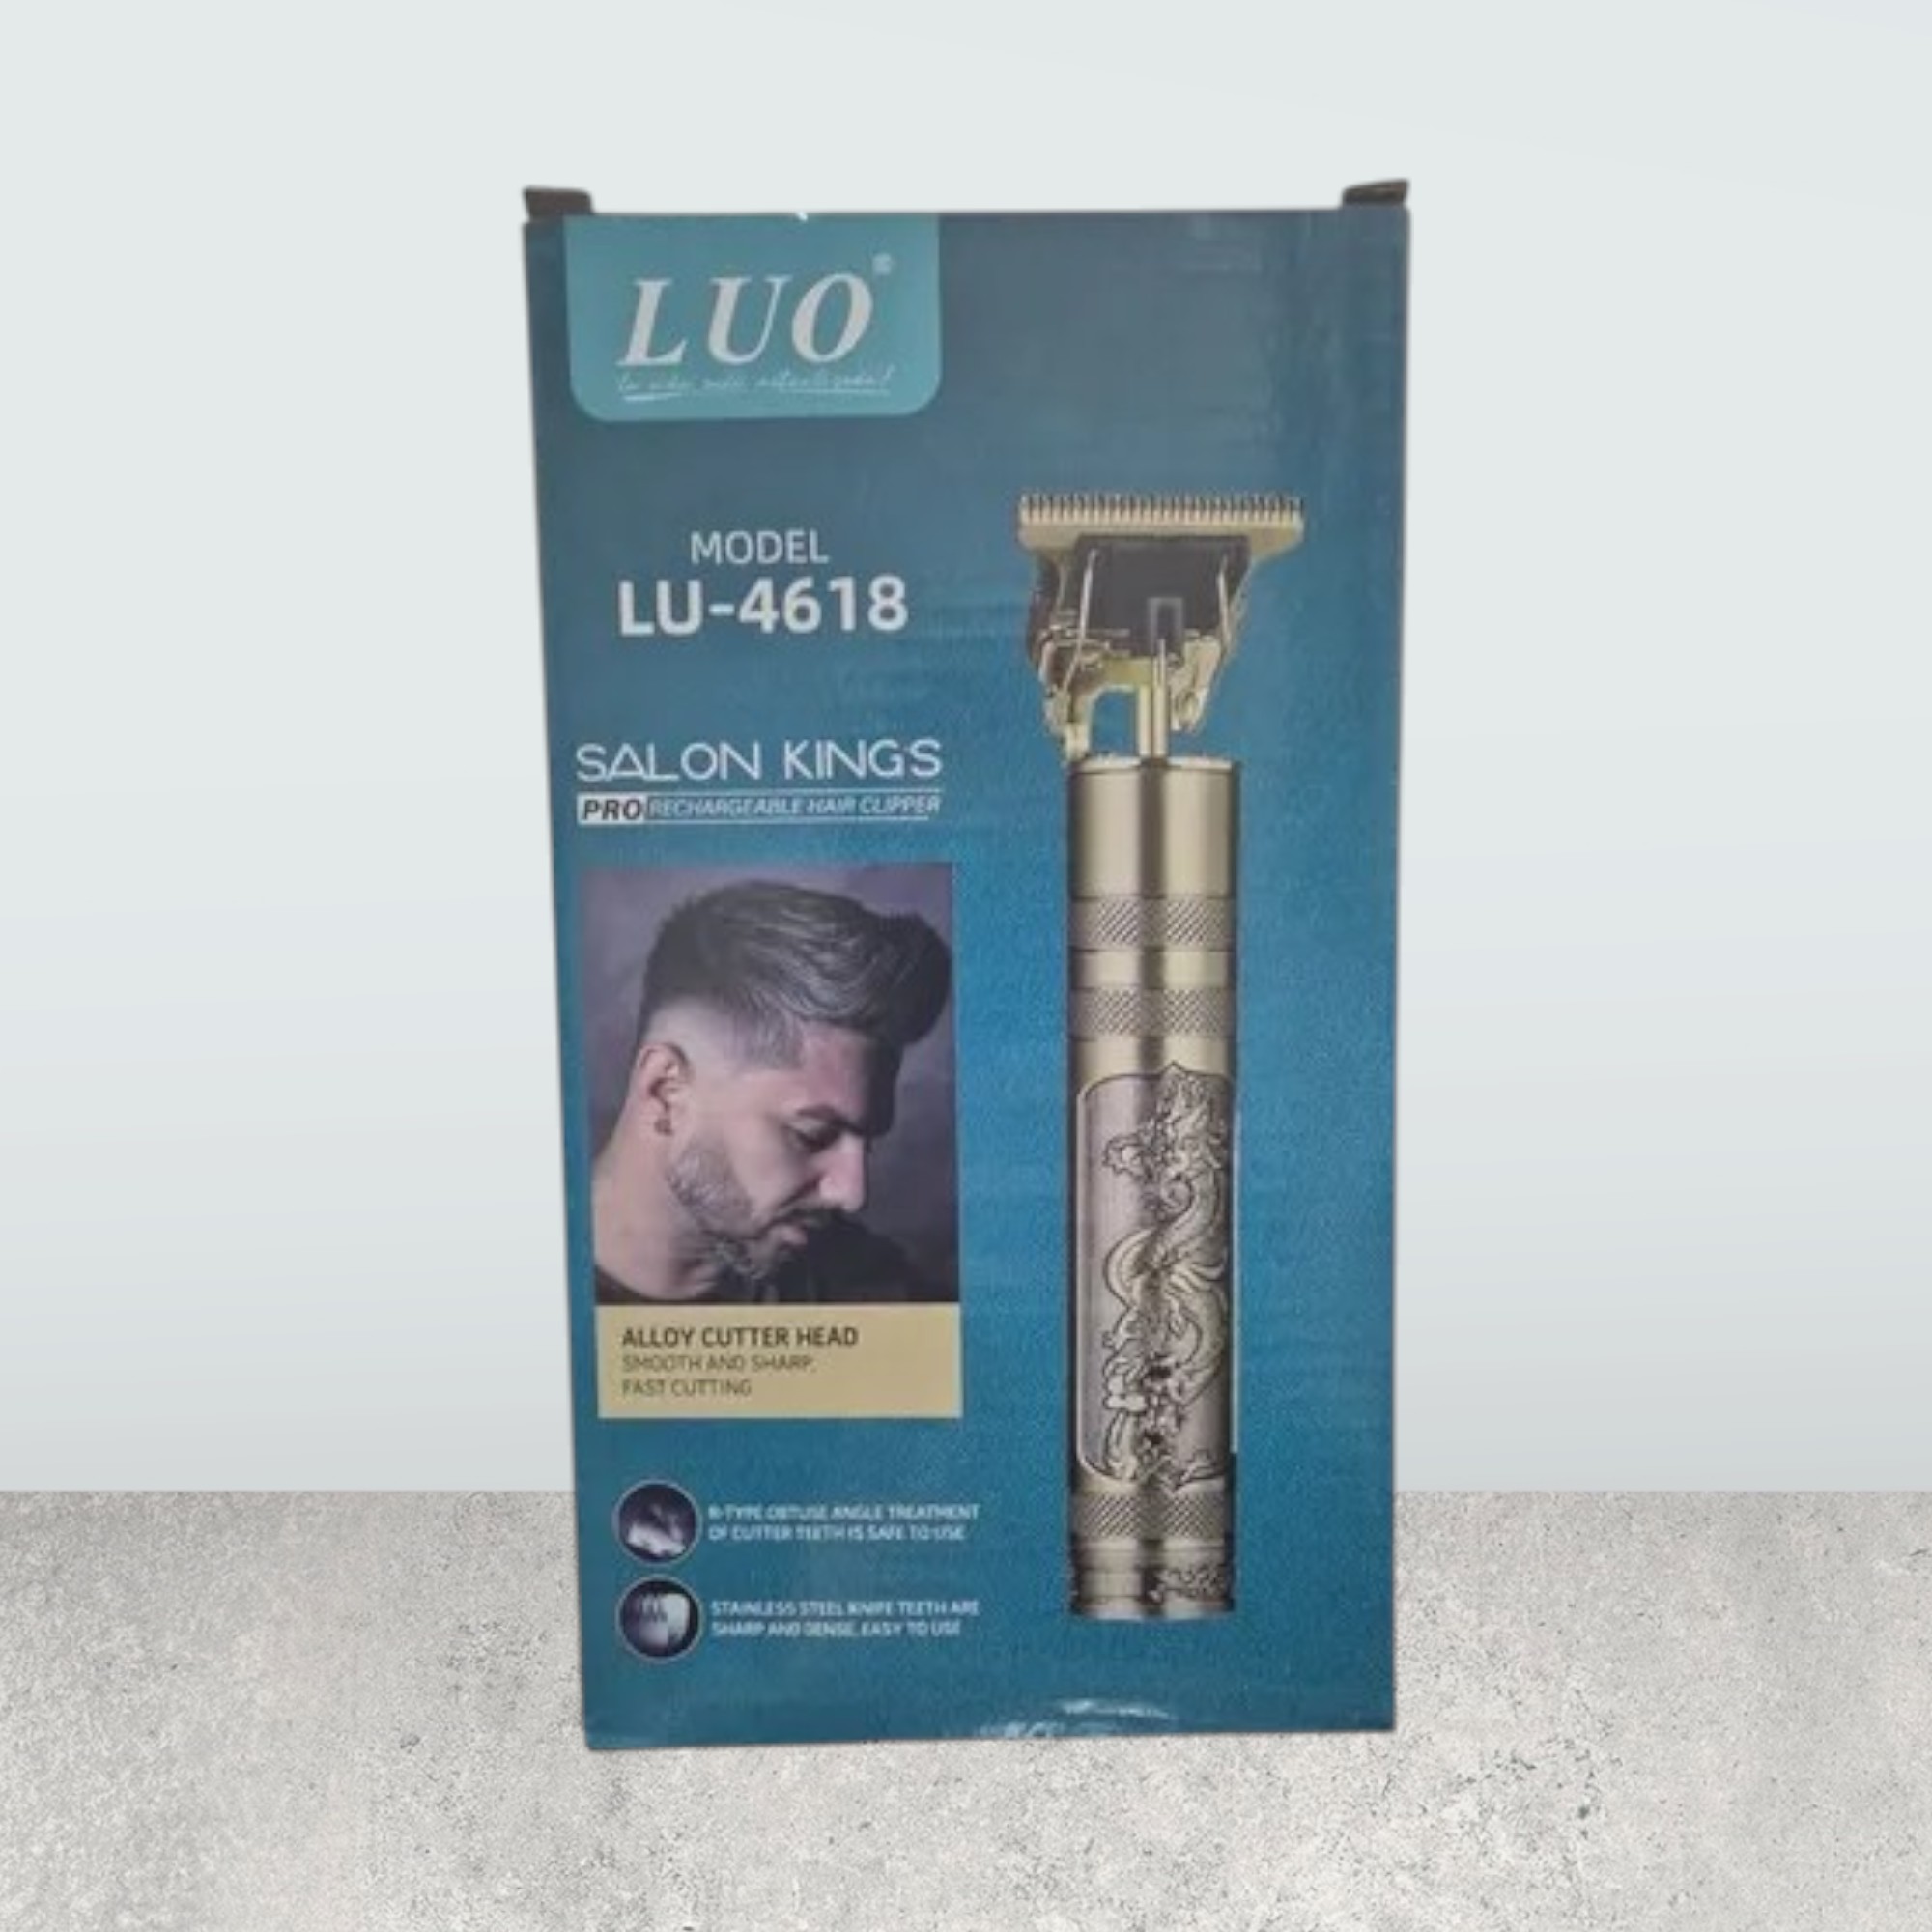 LUO®
MODEL
LU-4618
SALON KINGS
PRO RECHARGEABLE HAIR CLIPPER
ALLOY CUTTER HEAD
SMOOTH AND SHARP,
FAST CUTTING
R-TYPE OBTUSE ANGLE TREATMENT
OF CUTTER TEETH IS SAFE TO USE
STAINLESS STEEL KNIFE TEETH ARE
SHARP AND DENSE, EASY TO USE